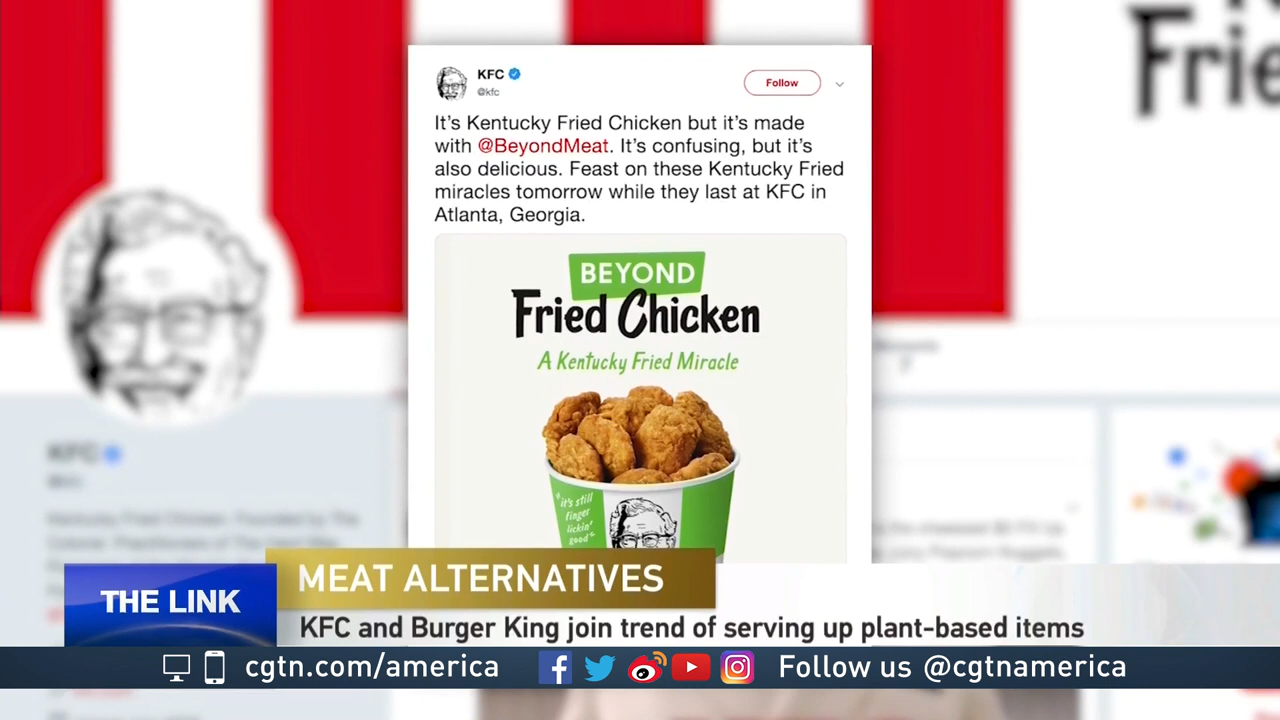 Frie
KFC
@kfc
Follow
It's Kentucky Fried Chicken but it's made
with @BeyondMeat. It's confusing, but it's
also delicious. Feast on these Kentucky Fried
miracles tomorrow while they last at KFC in
Atlanta, Georgia.
BEYOND
Fried Chicken
A Kentucky Fried Miracle
"it's still
finger
lickin'
good"
KFC
MEAT ALTERNATIVES
THE LINK
KFC and Burger King join trend of serving up plant-based items
cgtn.com/america
Follow us @cgtnamerica